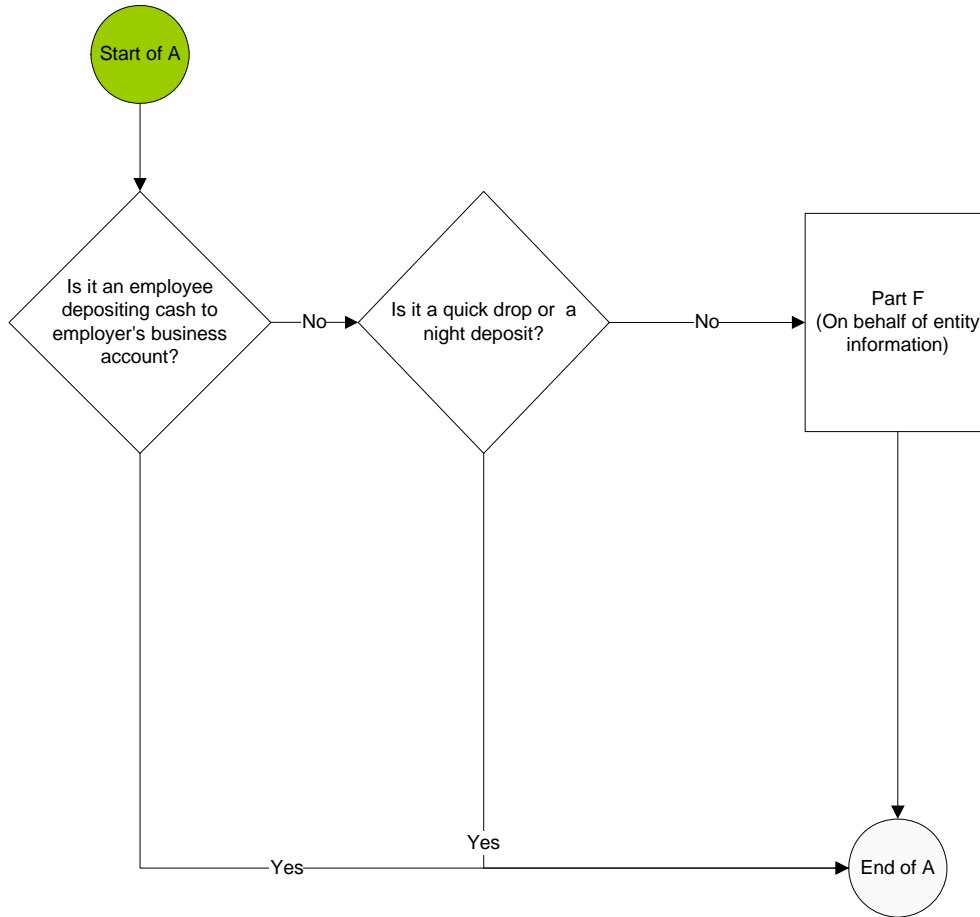 Start of A
Is it an employee
depositing cash to
employer's business
account?
No
Is it a quick drop or a
night deposit?
No
Part F
(On behalf of entity
information)
Yes
Yes
End of A